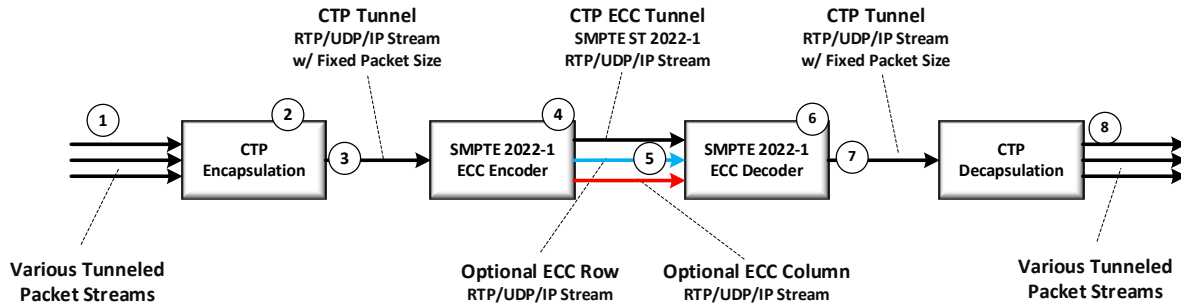 CTP Tunnel
RTP/UDP/IP Stream
w/ Fixed Packet Size
CTP ECC Tunnel
SMPTE ST 2022-1
RTP/UDP/IP Stream
CTP Tunnel
RTP/UDP/IP Stream
w/ Fixed Packet Size
1
2
CTP
Encapsulation
3
4
SMPTE 2022-1
ECC Encoder
5
6
SMPTE 2022-1
ECC Decoder
7
CTP
Decapsulation
8
Various Tunneled
Packet Streams
Optional ECC Row
RTP/UDP/IP Stream
Optional ECC Column
RTP/UDP/IP Stream
Various Tunneled
Packet Streams